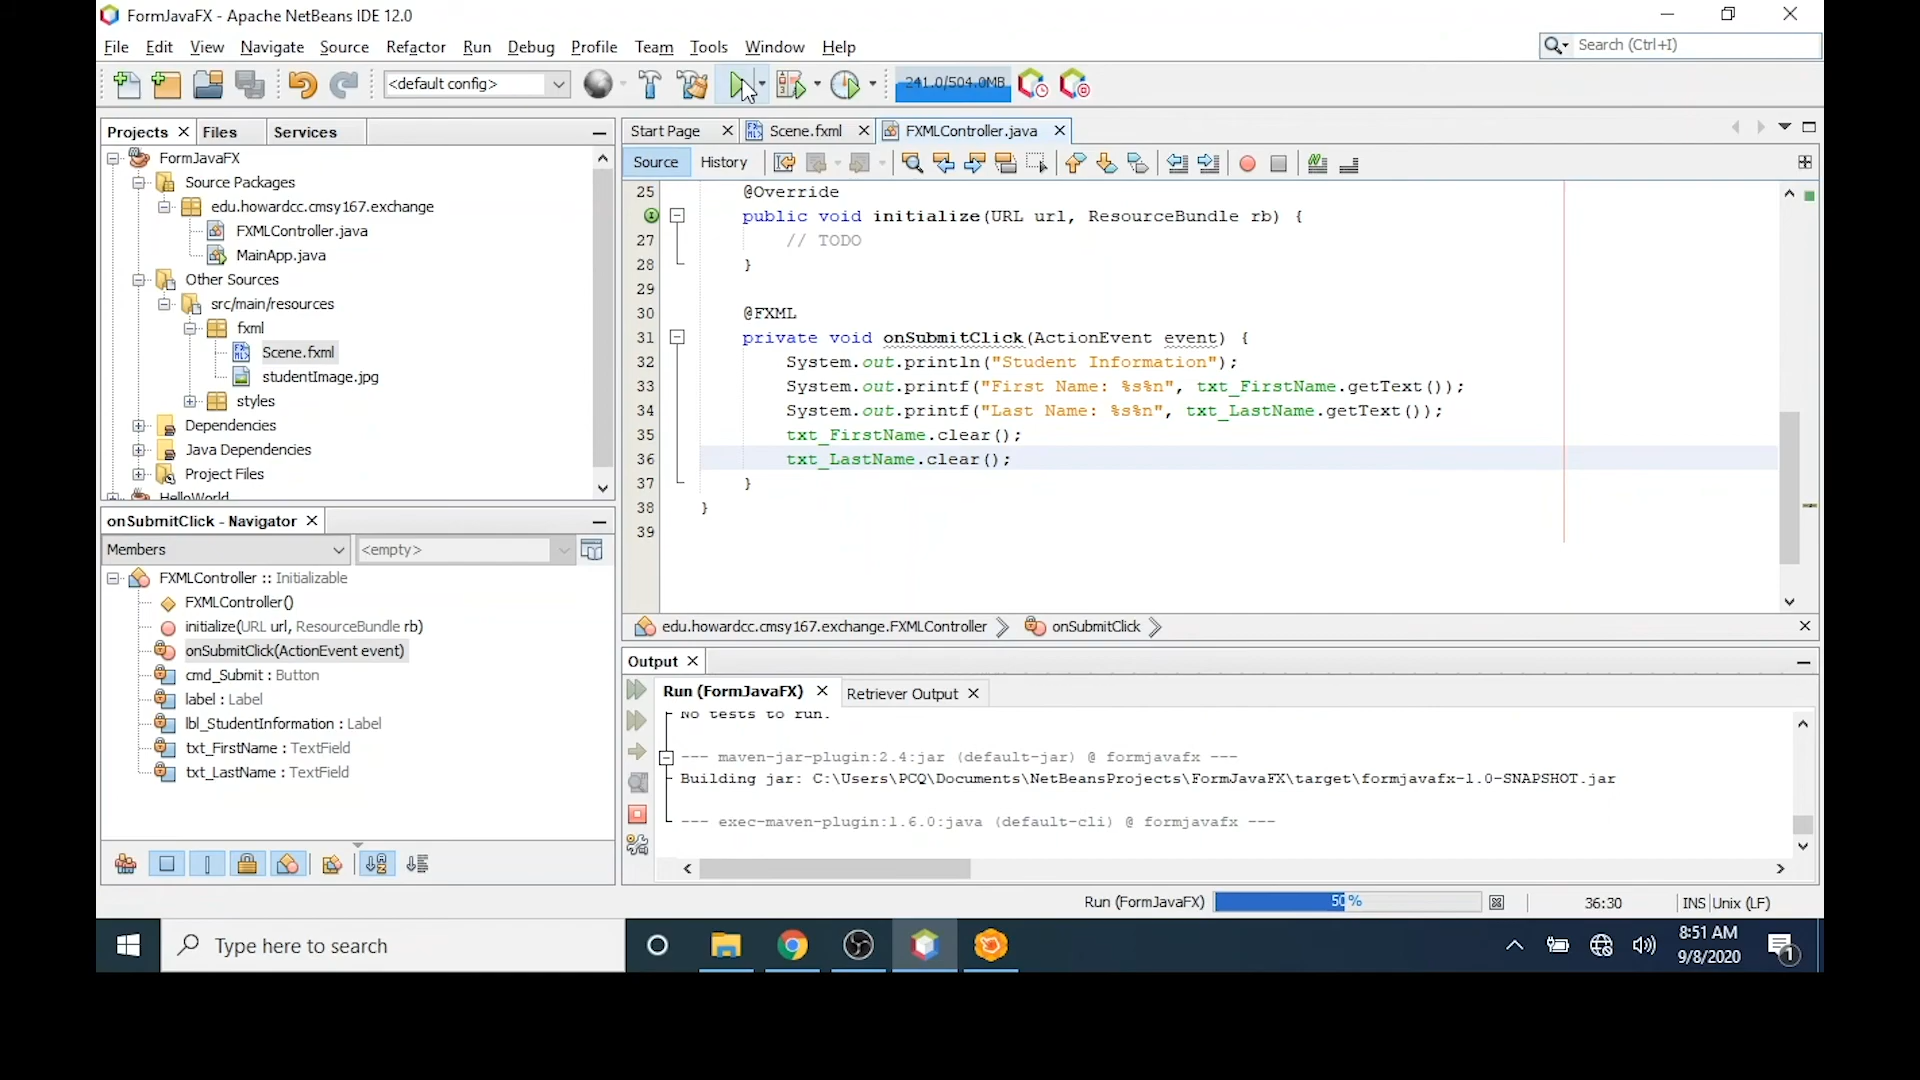 FormJavaFX - Apache NetBeans IDE 12.0
File Edit View Navigate Source Refactor Run Debug Profile Team Tools Window Help
Search (Ctrl+I)
<default config>
241.0/504.0MB
Projects Files Services
FormJavaFX
Source Packages
edu.howardcc.cmsy167.exchange
FXMLController.java
MainApp.java
Other Sources
src/main/resources
fxml
Scene.fxml
studentImage.jpg
styles
Dependencies
Java Dependencies
Project Files
HelloWorld
onSubmitClick - Navigator
Members <empty>
FXMLController :: Initializable
FXMLController()
initialize(URL url, ResourceBundle rb)
onSubmitClick(ActionEvent event)
cmd_Submit : Button
label : Label
lbl_StudentInformation : Label
txt_FirstName : TextField
txt_LastName : TextField
Start Page Scene.fxml FXMLController.java
Source History
25 @Override
public void initialize(URL url, ResourceBundle rb) {
27 // TODO
28 }
29
30 @FXML
31 private void onSubmitClick(ActionEvent event) {
32 System.out.println("Student Information");
33 System.out.printf("First Name: %s%n", txt_FirstName.getText());
34 System.out.printf("Last Name: %s%n", txt_LastName.getText());
35 txt_FirstName.clear();
36 txt_LastName.clear();
37 }
38 }
39
edu.howardcc.cmsy167.exchange.FXMLController onSubmitClick
Output
Run (FormJavaFX) Retriever Output
No tests to run.
--- maven-jar-plugin:2.4:jar (default-jar) @ formjavafx ---
Building jar: C:\Users\PCQ\Documents\NetBeansProjects\FormJavaFX\target\formjavafx-1.0-SNAPSHOT.jar
--- exec-maven-plugin:1.6.0:java (default-cli) @ formjavafx ---
Run (FormJavaFX) 50% 36:30 INS Unix (LF)
Type here to search
8:51 AM
9/8/2020
1